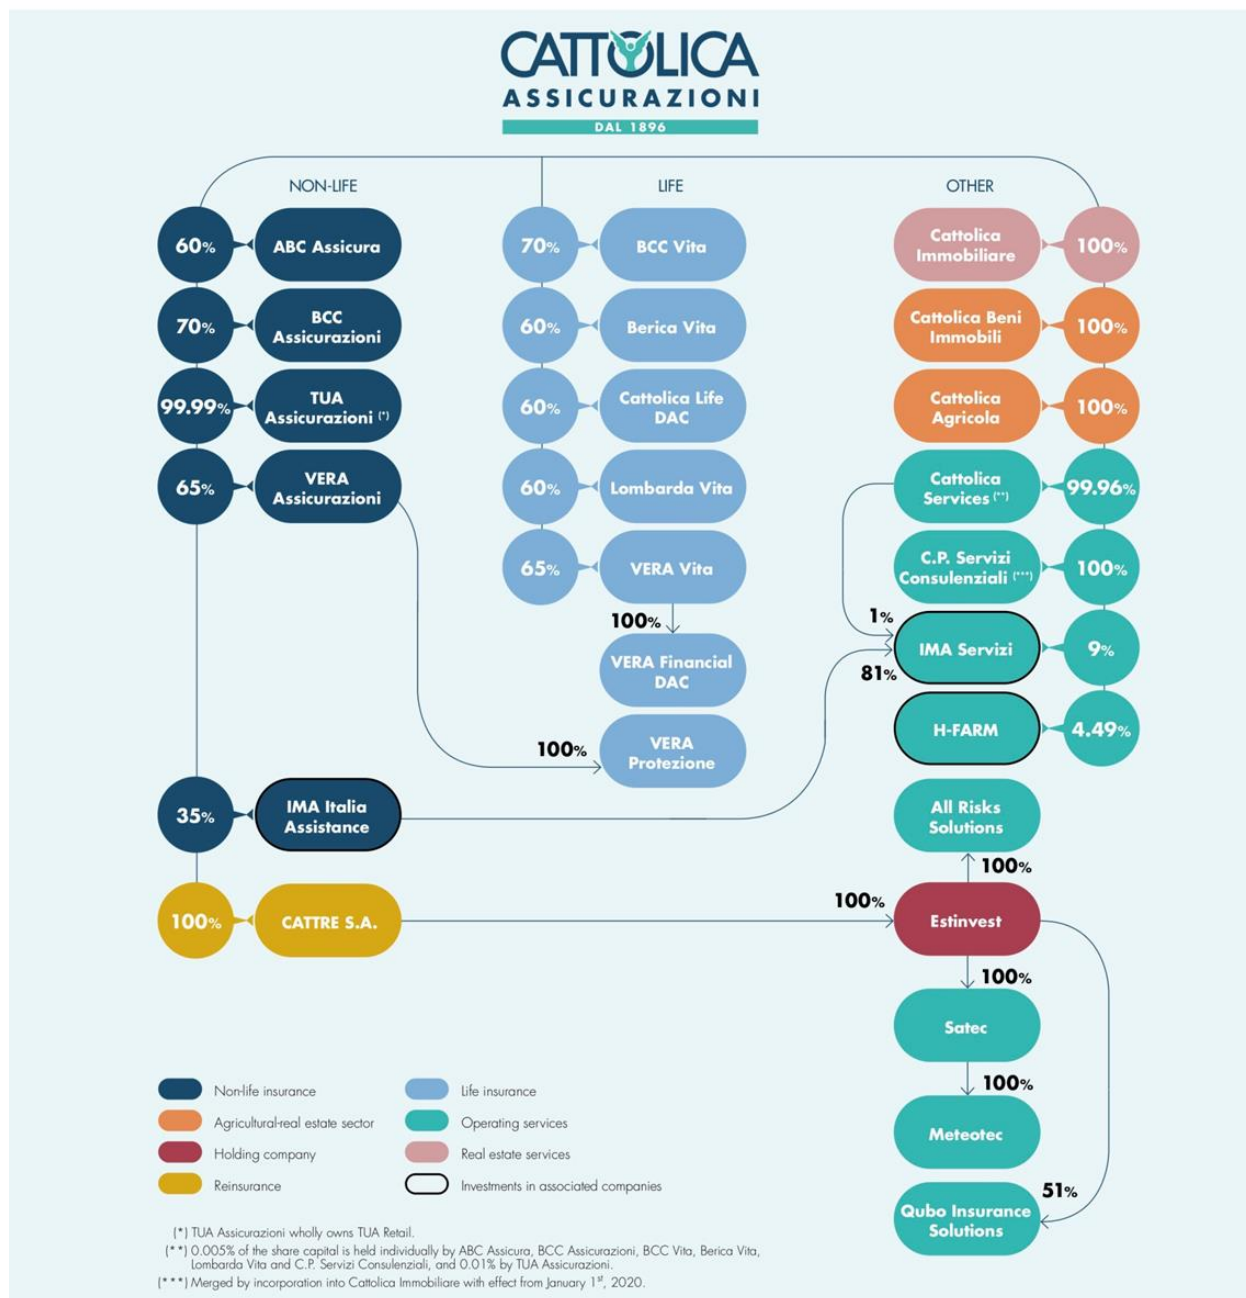 CATTOLICA
ASSICURAZIONI
DAL 1896
NON-LIFE
60%
ABC Assicura
70%
BCC
Assicurazioni
99.99%
TUA
Assicurazioni (*)
65%
VERA
Assicurazioni
35%
IMA Italia
Assistance
100%
CATTRE S.A.
LIFE
70%
BCC Vita
60%
Berica Vita
60%
Cattolica Life
DAC
60%
Lombarda Vita
65%
VERA Vita
100%
VERA Financial
DAC
100%
VERA
Protezione
OTHER
Cattolica
Immobiliare
100%
Cattolica Beni
Immobili
100%
Cattolica
Agricola
100%
Cattolica
Services (**)
99.96%
C.P. Servizi
Consulenziali (***)
100%
1%
IMA Servizi
9%
81%
H-FARM
4.49%
All Risks
Solutions
100%
100%
Estinvest
100%
Satec
100%
Meteotec
51%
Qubo Insurance
Solutions
Non-life insurance
Life insurance
Agricultural-real estate sector
Operating services
Holding company
Real estate services
Reinsurance
Investments in associated companies
(*) TUA Assicurazioni wholly owns TUA Retail.
(**) 0.005% of the share capital is held individually by ABC Assicura, BCC Assicurazioni, BCC Vita, Berica Vita,
Lombarda Vita and C.P. Servizi Consulenziali, and 0.01% by TUA Assicurazioni.
(***) Merged by incorporation into Cattolica Immobiliare with effect from January 1st, 2020.